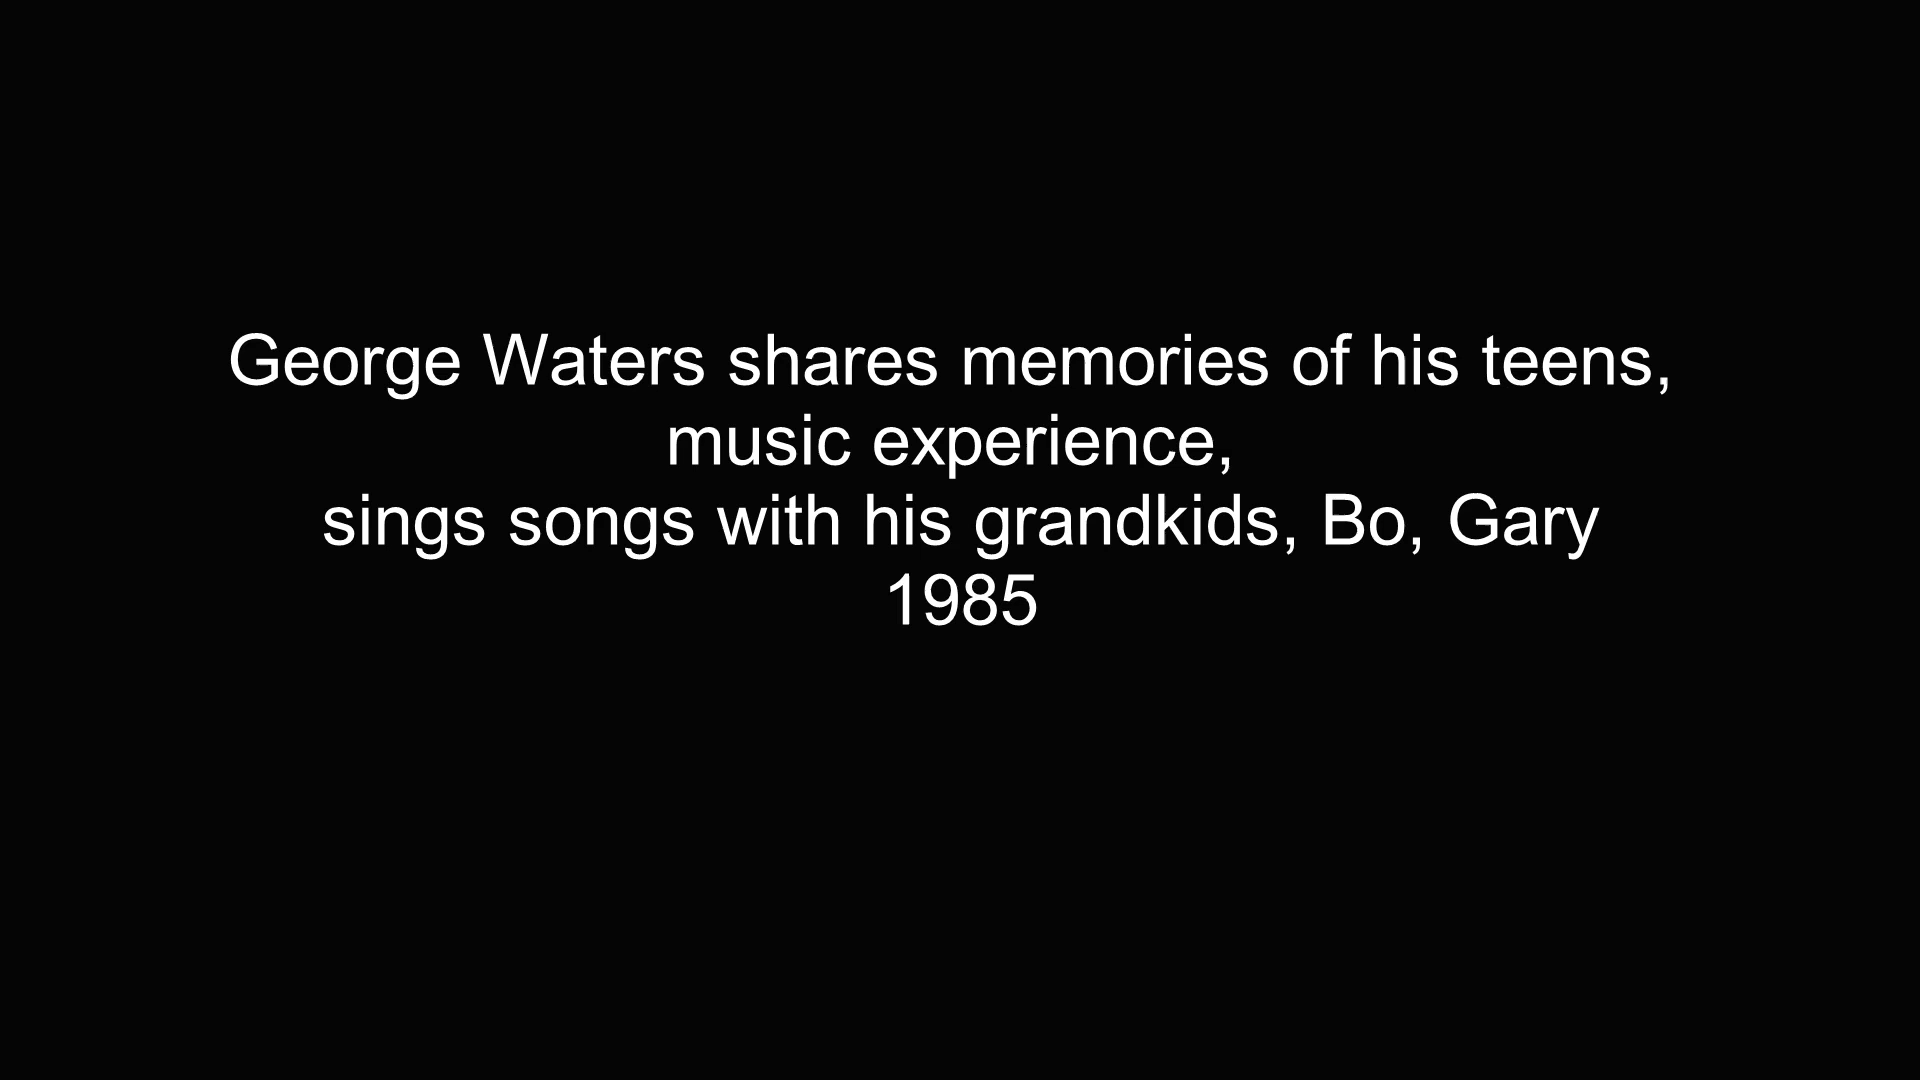 George Waters shares memories of his teens,
music experience,
sings songs with his grandkids, Bo, Gary
1985